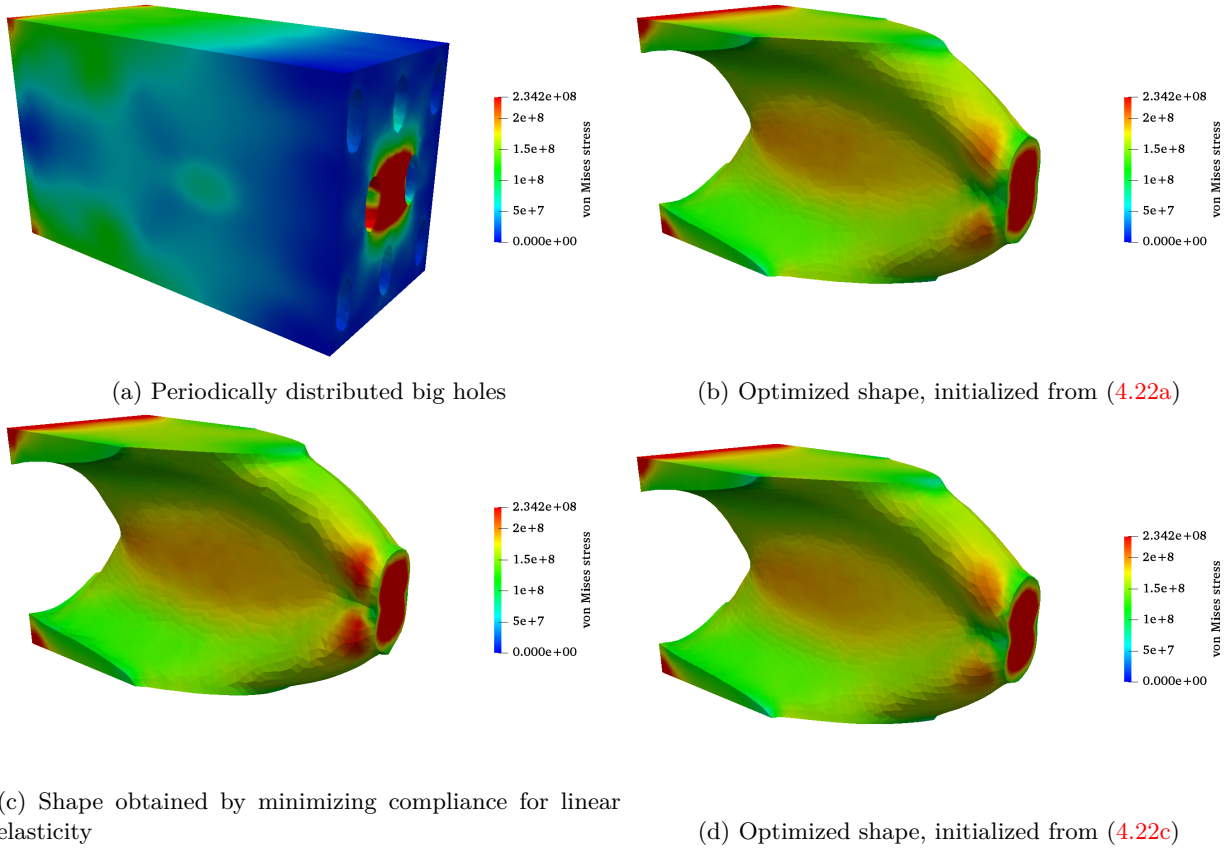 2.342e+08
2e+8
1.5e+8
1e+8
5e+7
0.000e+00
von Mises stress
2.342e+08
2e+8
1.5e+8
1e+8
5e+7
0.000e+00
von Mises stress
(a) Periodically distributed big holes
(b) Optimized shape, initialized from (4.22a)
2.342e+08
2e+8
1.5e+8
1e+8
5e+7
0.000e+00
von Mises stress
2.342e+08
2e+8
1.5e+8
1e+8
5e+7
0.000e+00
von Mises stress
(c) Shape obtained by minimizing compliance for linear
elasticity
(d) Optimized shape, initialized from (4.22c)